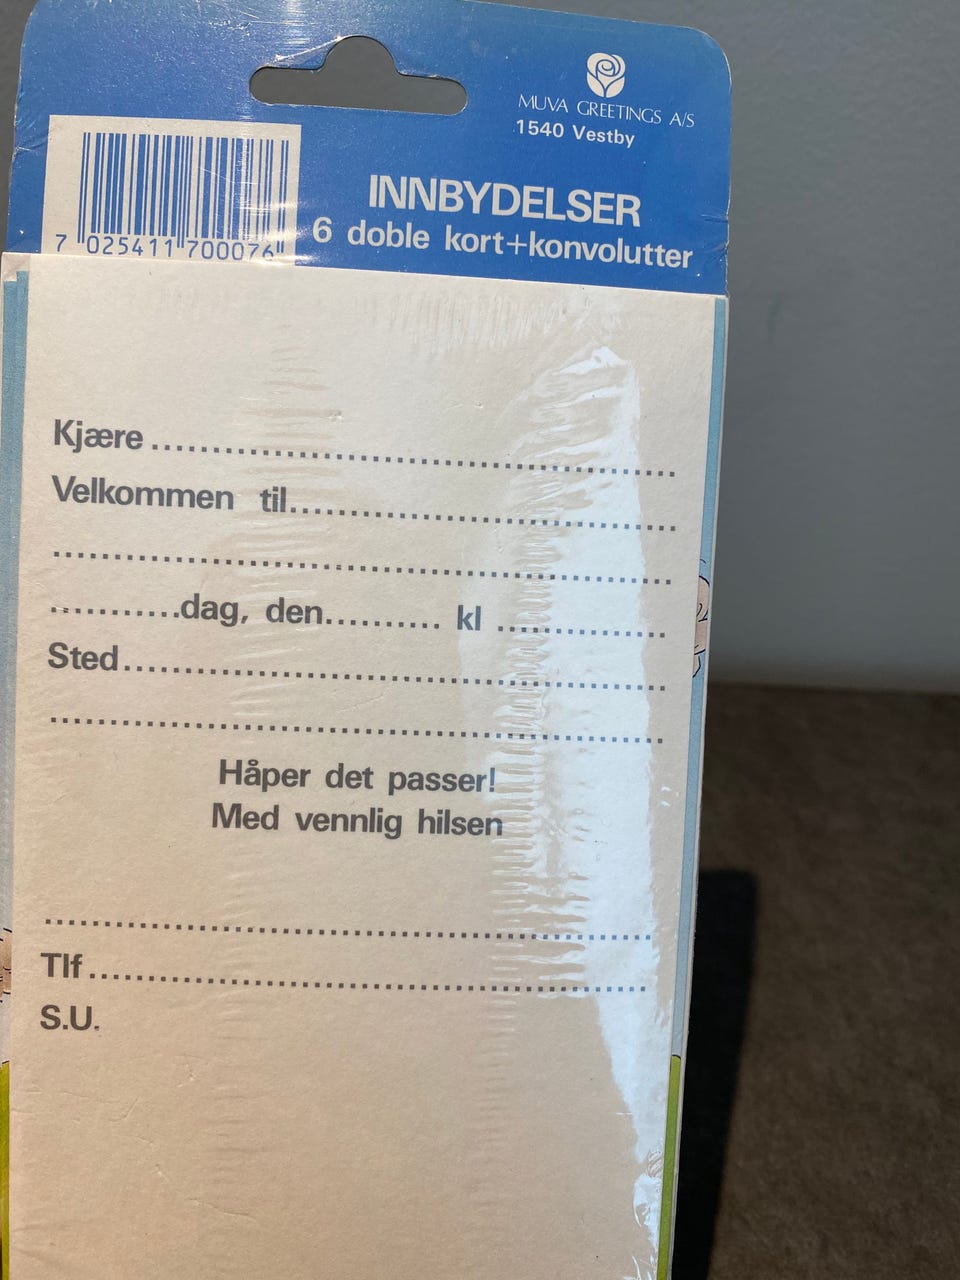 MUVA GREETINGS A/S
1540 Vestby
INNBYDELSER
6 doble kort+konvolutter
7 025411 700076
Kjære....................................................
Velkommen til.......................................
............................................................
...........dag, den.......... kl ..............
Sted......................................................
............................................................
Håper det passer!
Med vennlig hilsen
............................................................
Tlf........................................................
S.U.